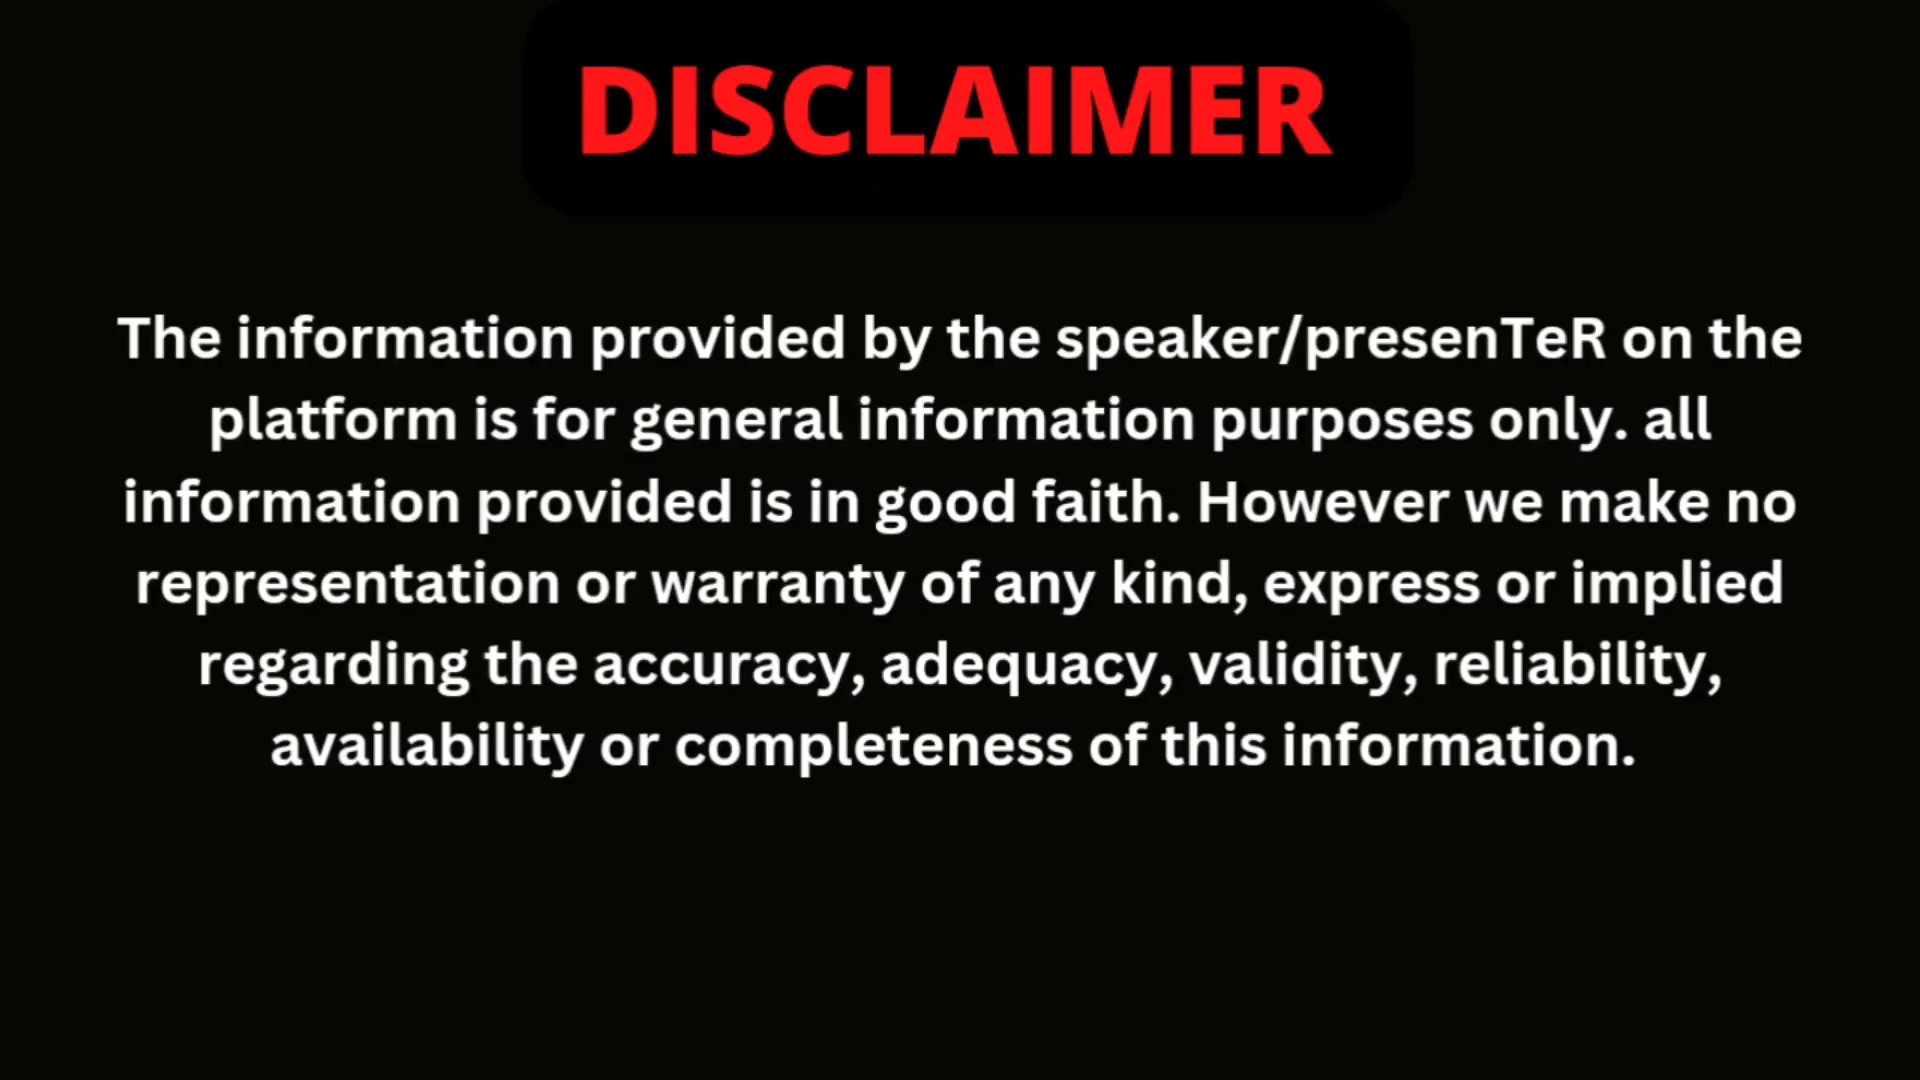 DISCLAIMER
The information provided by the speaker/presenTeR on the
platform is for general information purposes only. all
information provided is in good faith. However we make no
representation or warranty of any kind, express or implied
regarding the accuracy, adequacy, validity, reliability,
availability or completeness of this information.